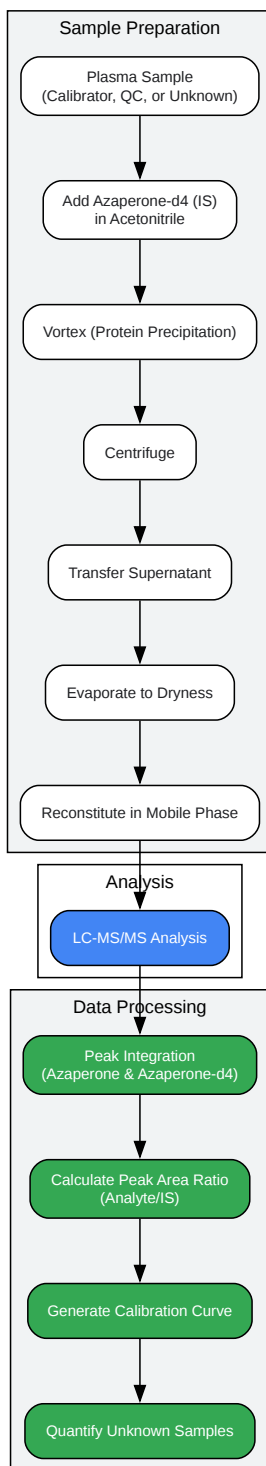 Sample Preparation
Plasma Sample
(Calibrator, QC, or Unknown)
Add Azaperone-d4 (IS)
in Acetonitrile
Vortex (Protein Precipitation)
Centrifuge
Transfer Supernatant
Evaporate to Dryness
Reconstitute in Mobile Phase
Analysis
LC-MS/MS Analysis
Data Processing
Peak Integration
(Azaperone & Azaperone-d4)
Calculate Peak Area Ratio
(Analyte/IS)
Generate Calibration Curve
Quantify Unknown Samples